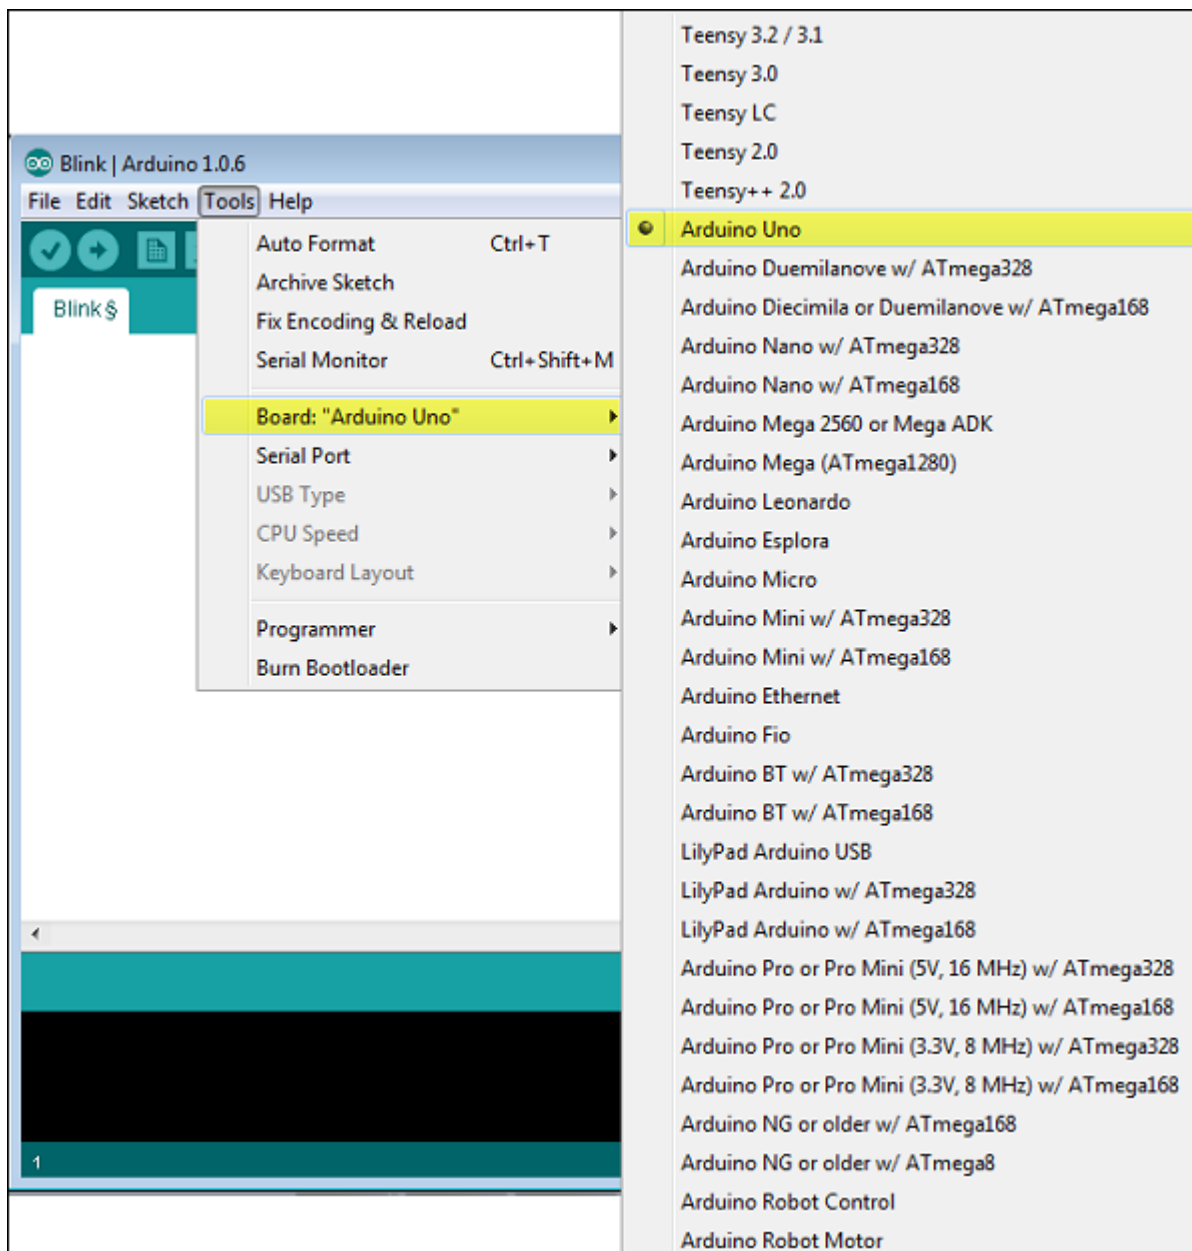 Blink | Arduino 1.0.6
File Edit Sketch Tools Help
Blink §
Auto Format Ctrl+T
Archive Sketch
Fix Encoding & Reload
Serial Monitor Ctrl+Shift+M
Board: "Arduino Uno"
Serial Port
USB Type
CPU Speed
Keyboard Layout
Programmer
Burn Bootloader
1
Teensy 3.2 / 3.1
Teensy 3.0
Teensy LC
Teensy 2.0
Teensy++ 2.0
Arduino Uno
Arduino Duemilanove w/ ATmega328
Arduino Diecimila or Duemilanove w/ ATmega168
Arduino Nano w/ ATmega328
Arduino Nano w/ ATmega168
Arduino Mega 2560 or Mega ADK
Arduino Mega (ATmega1280)
Arduino Leonardo
Arduino Esplora
Arduino Micro
Arduino Mini w/ ATmega328
Arduino Mini w/ ATmega168
Arduino Ethernet
Arduino Fio
Arduino BT w/ ATmega328
Arduino BT w/ ATmega168
LilyPad Arduino USB
LilyPad Arduino w/ ATmega328
LilyPad Arduino w/ ATmega168
Arduino Pro or Pro Mini (5V, 16 MHz) w/ ATmega328
Arduino Pro or Pro Mini (5V, 16 MHz) w/ ATmega168
Arduino Pro or Pro Mini (3.3V, 8 MHz) w/ ATmega328
Arduino Pro or Pro Mini (3.3V, 8 MHz) w/ ATmega168
Arduino NG or older w/ ATmega168
Arduino NG or older w/ ATmega8
Arduino Robot Control
Arduino Robot Motor